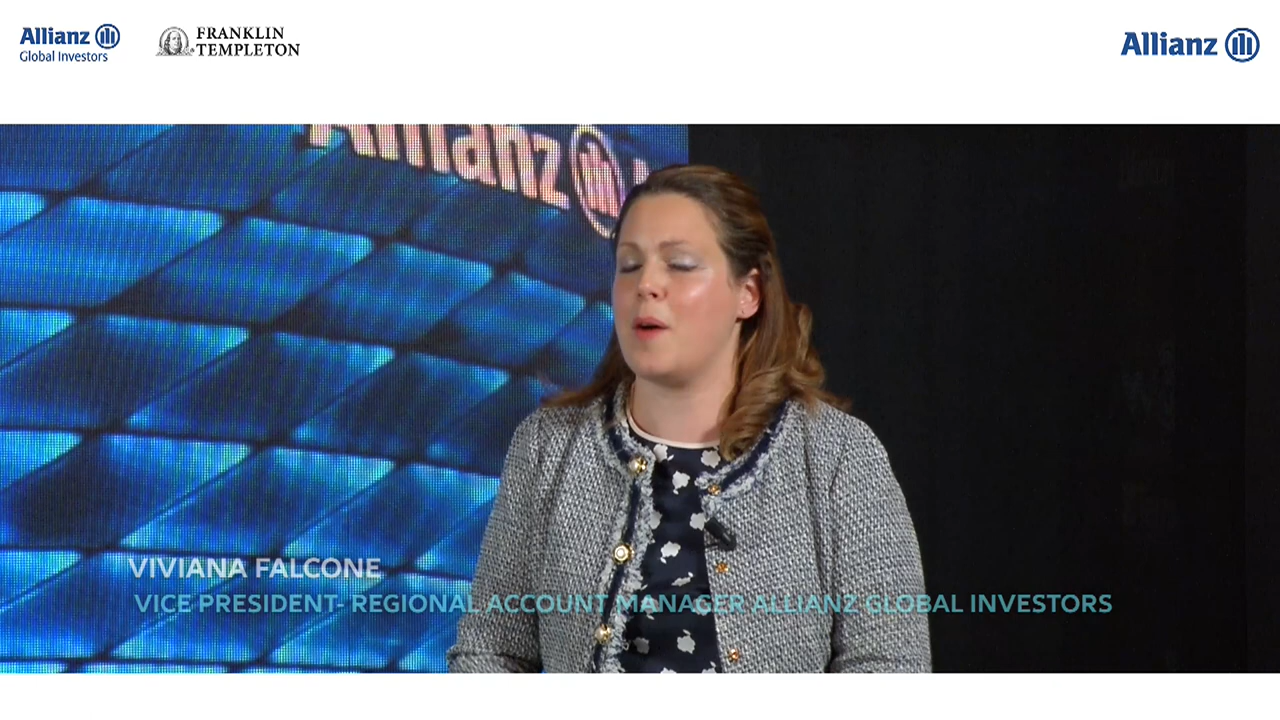 Allianz
Global Investors
FRANKLIN
TEMPLETON
Allianz
Allianz
VIVIANA FALCONE
VICE PRESIDENT- REGIONAL ACCOUNT MANAGER ALLIANZ GLOBAL INVESTORS